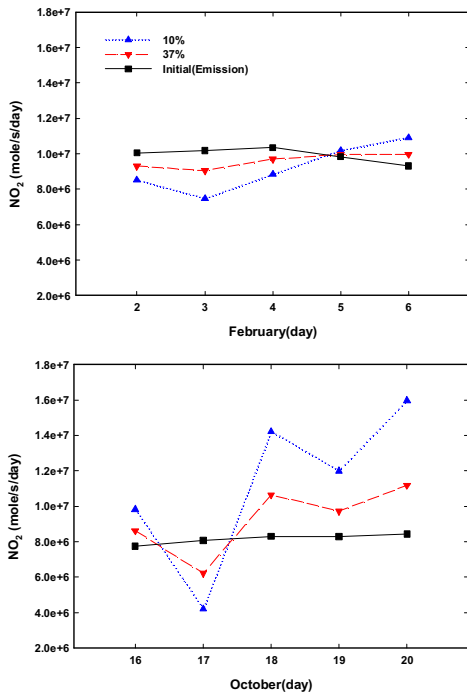 1.8e+7
10%
37%
Initial(Emission)
1.6e+7
1.4e+7
1.2e+7
1.0e+7
8.0e+6
6.0e+6
4.0e+6
2.0e+6
NO₂ (mole/s/day)
2 3 4 5 6
February(day)
1.8e+7
1.6e+7
1.4e+7
1.2e+7
1.0e+7
8.0e+6
6.0e+6
4.0e+6
2.0e+6
NO₂ (mole/s/day)
16 17 18 19 20
October(day)